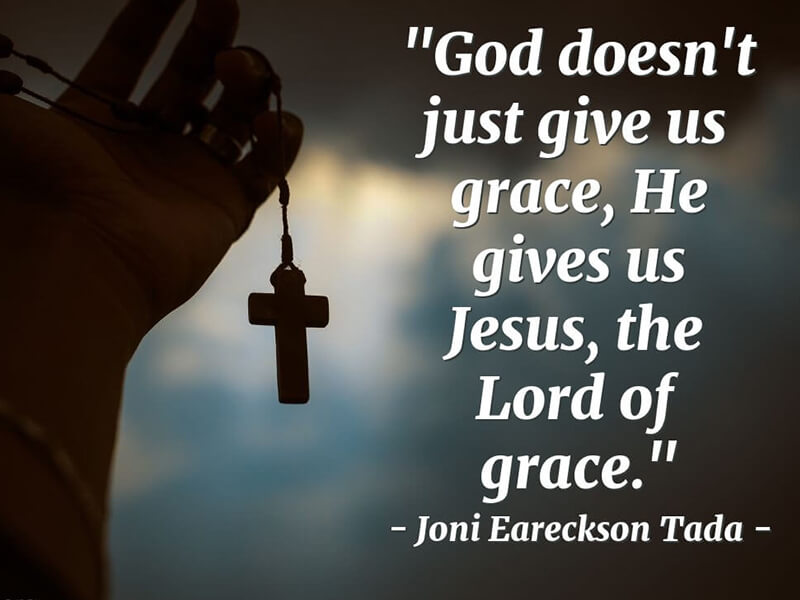 "God doesn't
just give us
grace, He
gives us
Jesus, the
Lord of
grace."
- Joni Eareckson Tada -